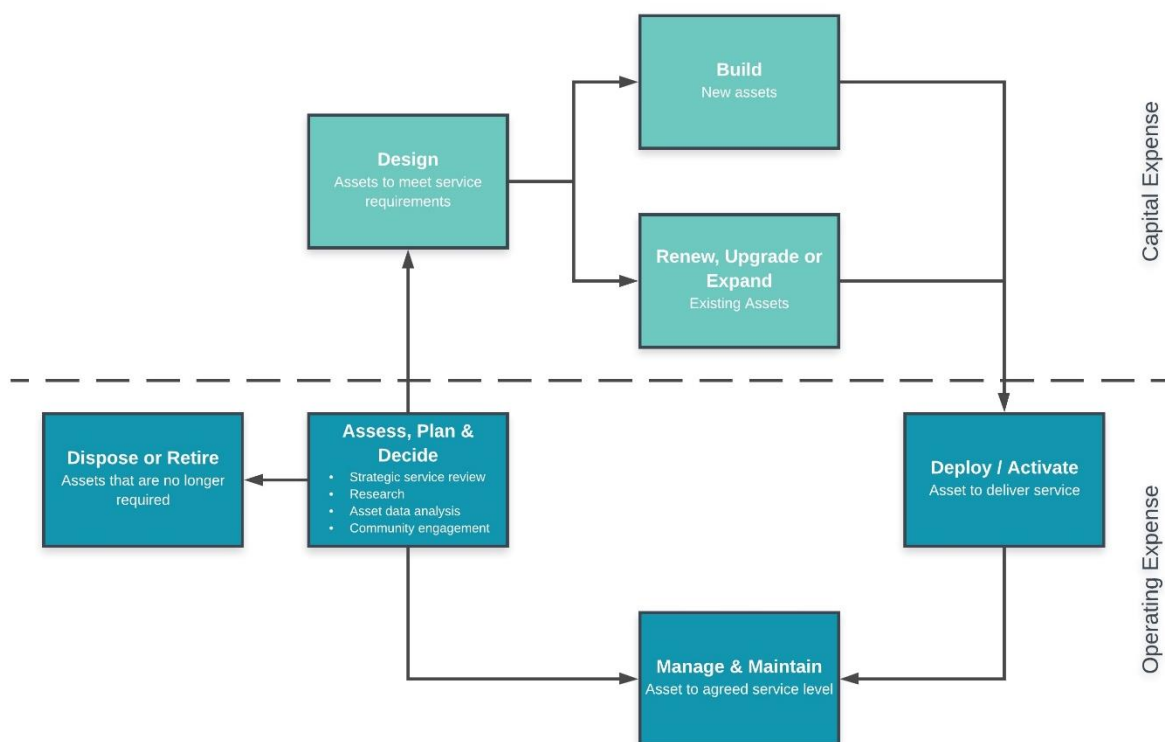 Build
New assets
Design
Assets to meet service
requirements
Renew, Upgrade or
Expand
Existing Assets
Capital Expense
Dispose or Retire
Assets that are no longer
required
Assess, Plan &
Decide
• Strategic service review
• Research
• Asset data analysis
• Community engagement
Deploy / Activate
Asset to deliver service
Manage & Maintain
Asset to agreed service level
Operating Expense